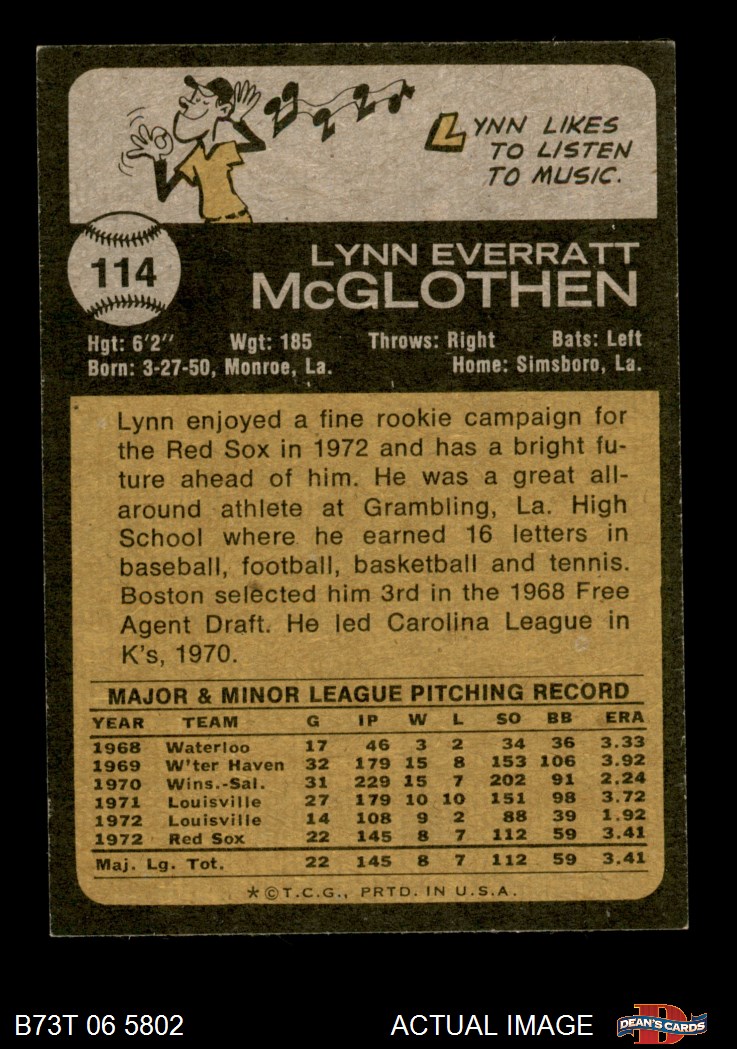 LYNN LIKES
TO LISTEN
TO MUSIC.
114
LYNN EVERRATT
McGLOTHEN
Hgt: 6'2" Wgt: 185 Throws: Right Bats: Left
Born: 3-27-50, Monroe, La. Home: Simsboro, La.
Lynn enjoyed a fine rookie campaign for
the Red Sox in 1972 and has a bright fu-
ture ahead of him. He was a great all-
around athlete at Grambling, La. High
School where he earned 16 letters in
baseball, football, basketball and tennis.
Boston selected him 3rd in the 1968 Free
Agent Draft. He led Carolina League in
K's, 1970.
MAJOR & MINOR LEAGUE PITCHING RECORD
YEAR TEAM G IP W L SO BB ERA
1968 Waterloo 17 46 3 2 34 36 3.33
1969 W'ter Haven 32 179 15 8 153 106 3.92
1970 Wins.-Sal. 31 229 15 7 202 91 2.24
1971 Louisville 27 179 10 10 151 98 3.72
1972 Louisville 14 108 9 2 88 39 1.92
1972 Red Sox 22 145 8 7 112 59 3.41
Maj. Lg. Tot. 22 145 8 7 112 59 3.41
*©T.C.G., PRTD. IN U.S.A.
B73T 06 5802 ACTUAL IMAGE DEAN'S CARDS